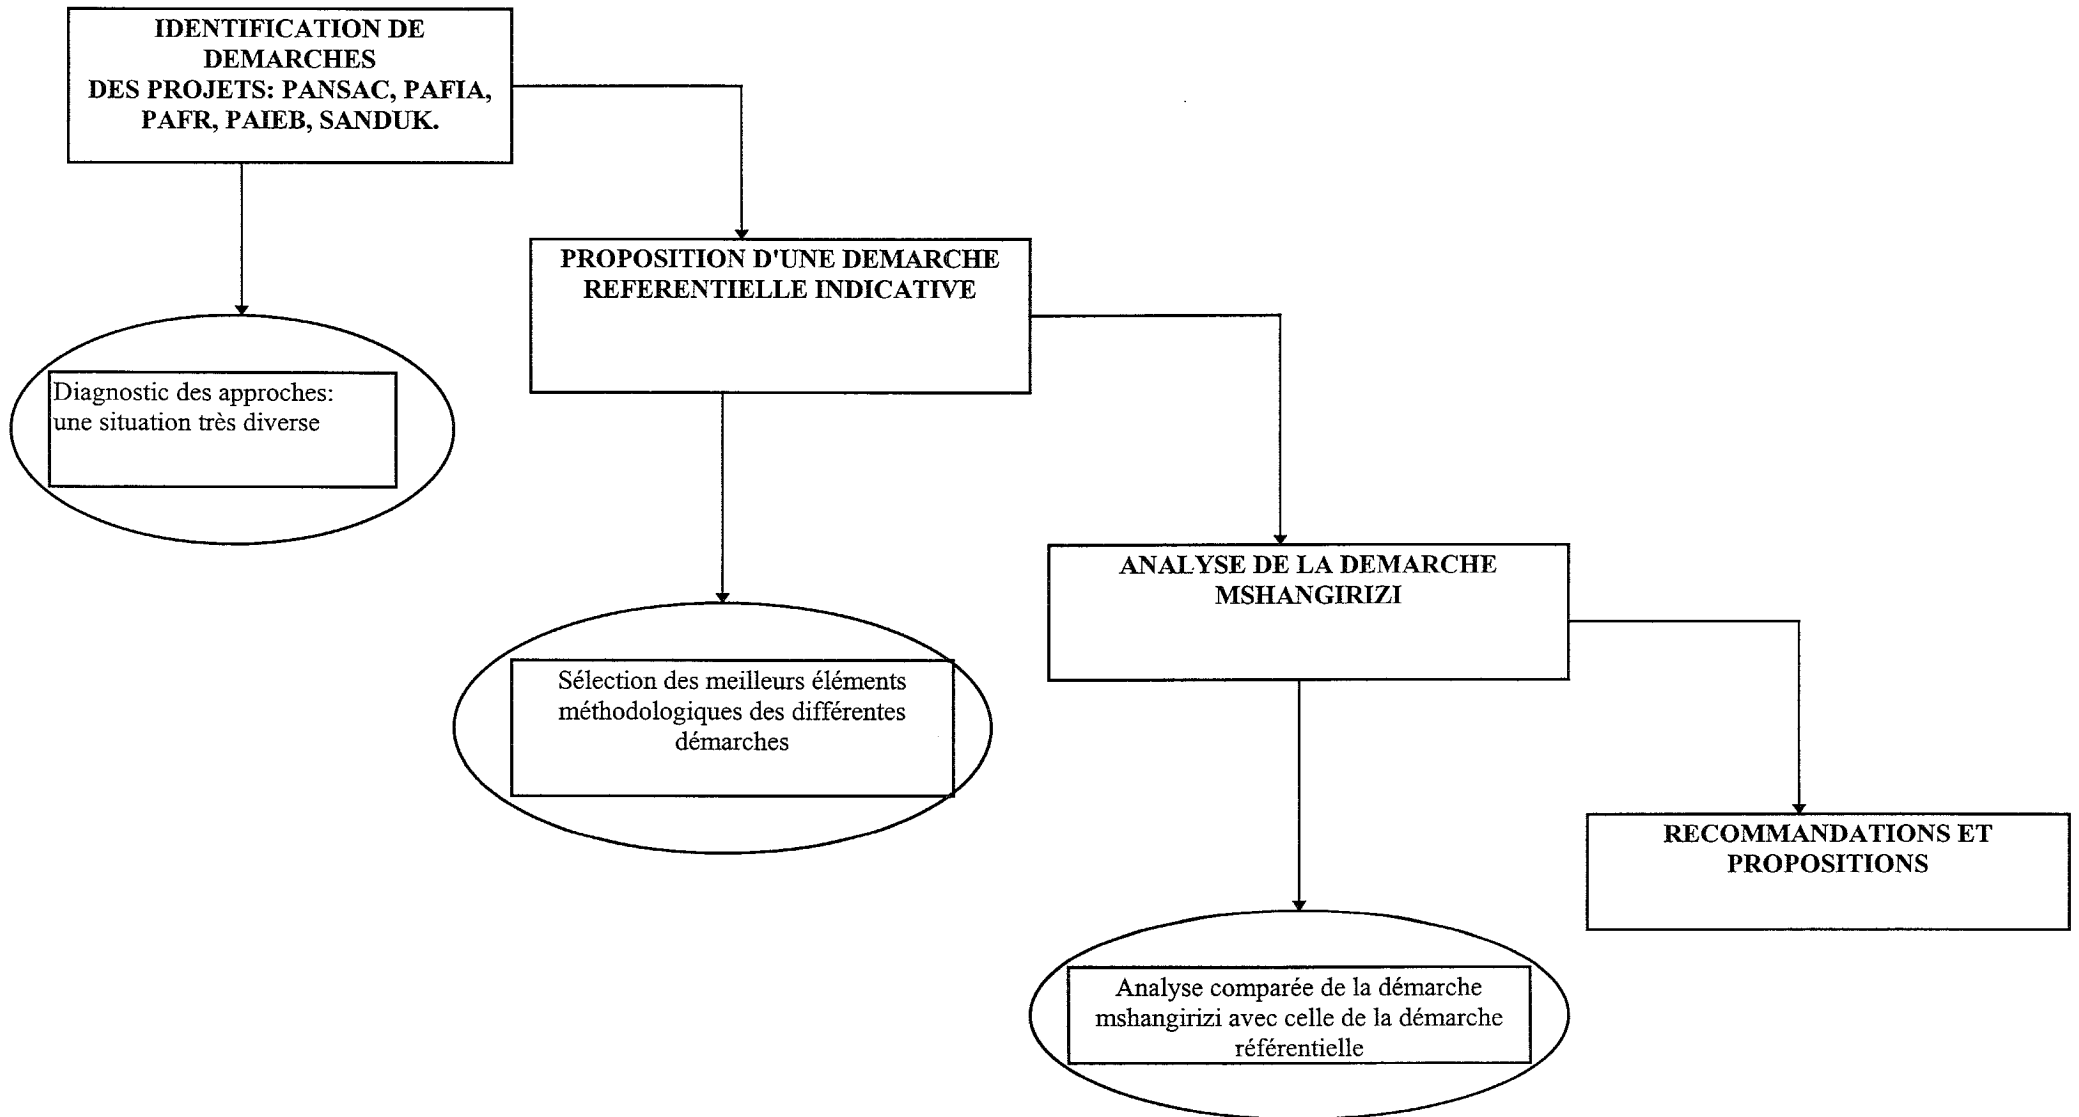 IDENTIFICATION DE
DEMARCHES
DES PROJETS: PANSAC, PAFIA,
PAFR, PAIEB, SANDUK.
PROPOSITION D'UNE DEMARCHE
REFERENTIELLE INDICATIVE
Diagnostic des approches:
une situation très diverse
ANALYSE DE LA DEMARCHE
MSHANGIRIZI
Sélection des meilleurs éléments
méthodologiques des différentes
démarches
RECOMMANDATIONS ET
PROPOSITIONS
Analyse comparée de la démarche
mshangirizi avec celle de la démarche
référentielle